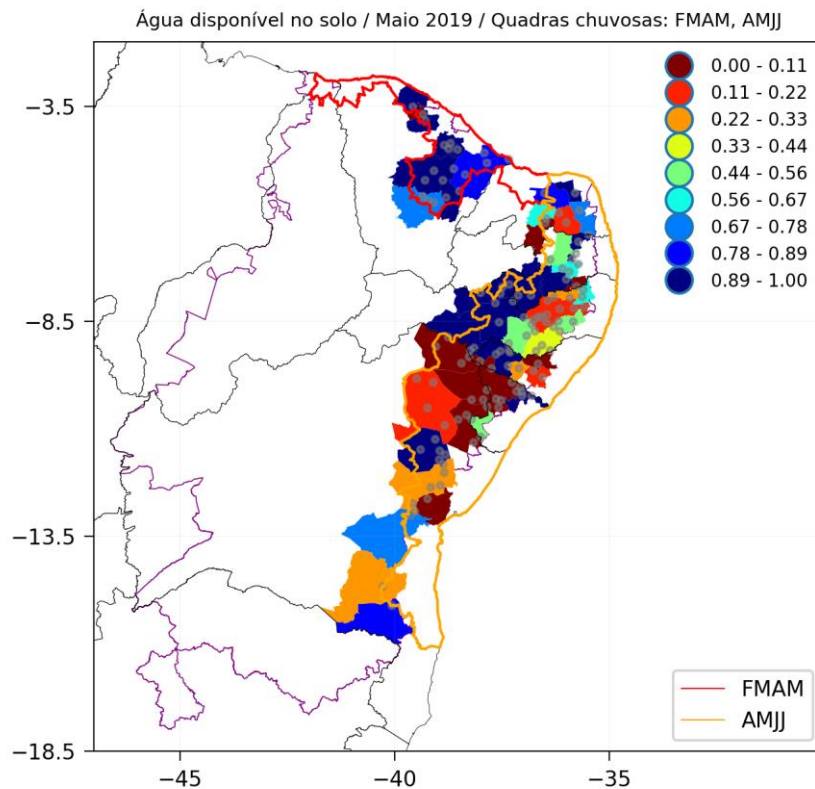 Água disponível no solo / Maio 2019 / Quadras chuvosas: FMAM, AMJJ
0.00 - 0.11
0.11 - 0.22
0.22 - 0.33
0.33 - 0.44
0.44 - 0.56
0.56 - 0.67
0.67 - 0.78
0.78 - 0.89
0.89 - 1.00
−3.5
−8.5
−13.5
−18.5
FMAM
AMJJ
−45
−40
−35